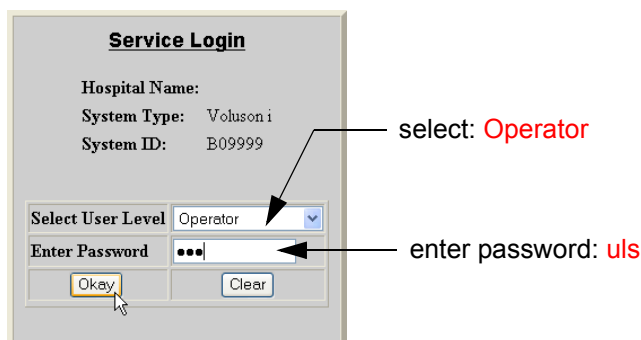 Service Login
Hospital Name:
System Type: Voluson i
System ID: B09999
select: Operator
Select User Level Operator
Enter Password •••
enter password: uls
Okay Clear